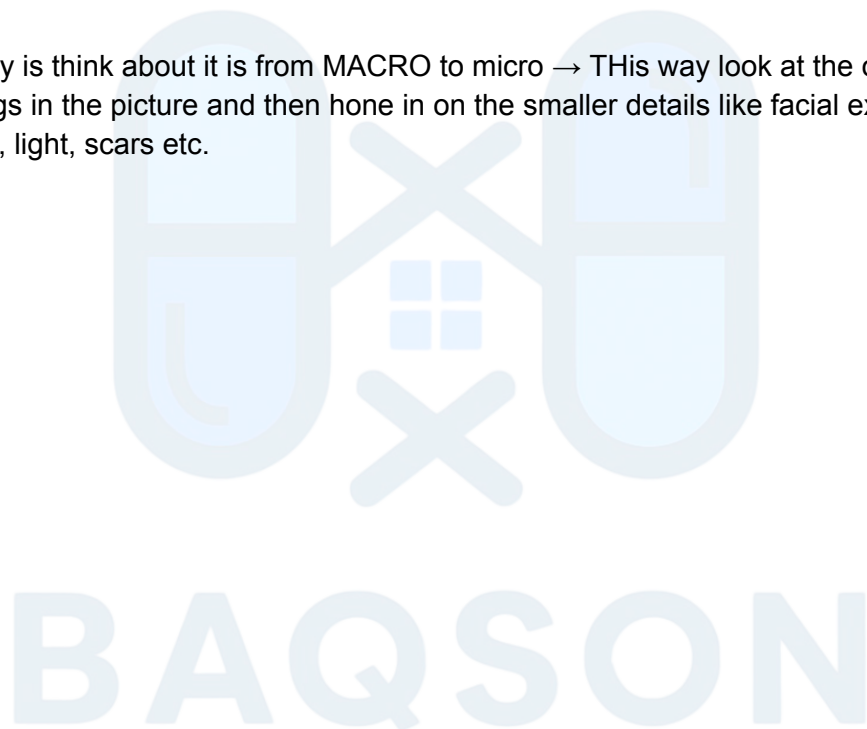 y is think about it is from MACRO to micro → THis way look at the
gs in the picture and then hone in on the smaller details like facial
, light, scars etc.
BAQSON